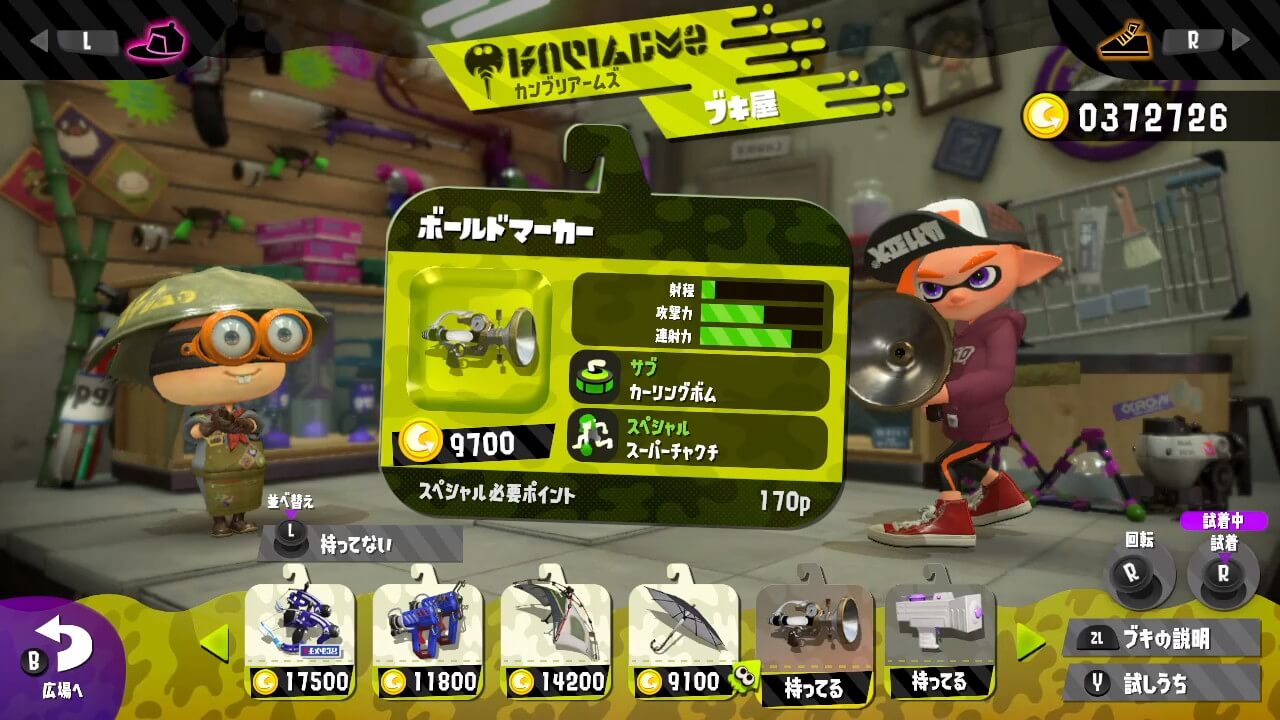 L
R
カンブリアームズ
ブキ屋
0372726
ボールドマーカー
射程
攻撃力
連射力
サブ
カーリングボム
9700
スペシャル
スーパーチャクチ
スペシャル必要ポイント 170p
並べ替え
L
持ってない
試着中
回転
試着
R
R
17500
11800
14200
9100
持ってる
持ってる
ZL ブキの説明
Y 試しうち
B
広場へ